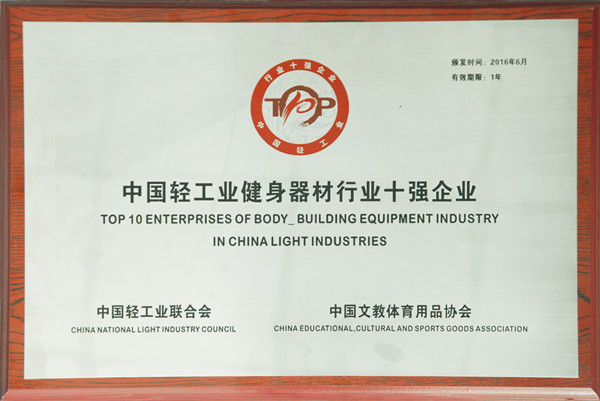 颁发时间：2016年6月
有效期限：1年
行业十强企业
TOP
中国轻工业
中国轻工业健身器材行业十强企业
TOP 10 ENTERPRISES OF BODY_ BUILDING EQUIPMENT INDUSTRY
IN CHINA LIGHT INDUSTRIES
中国轻工业联合会
CHINA NATIONAL LIGHT INDUSTRY COUNCIL
中国文教体育用品协会
CHINA EDUCATIONAL,CULTURAL AND SPORTS GOODS ASSOCIATION